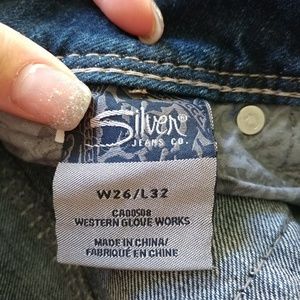 Silver
JEANS CO.
W26/L32
CA00508
WESTERN GLOVE WORKS
MADE IN CHINA/
FABRIQUÉ EN CHINE